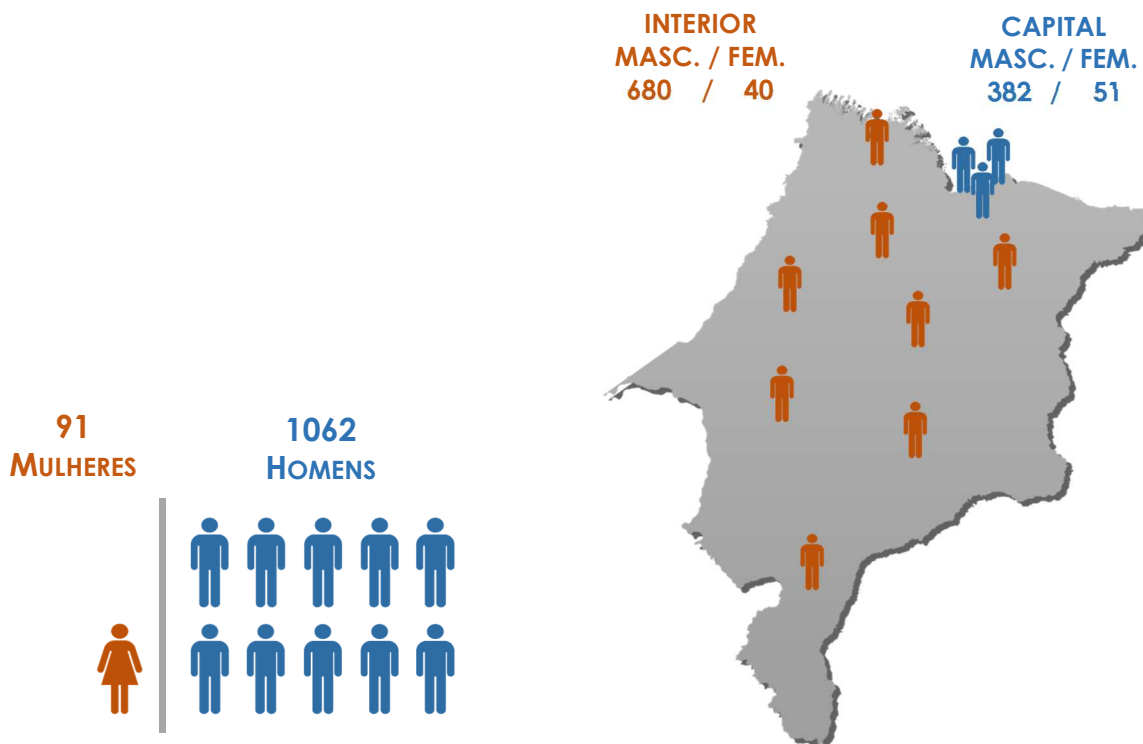 INTERIOR
MASC. / FEM.
680 / 40
CAPITAL
MASC. / FEM.
382 / 51
91
MULHERES
1062
HOMENS